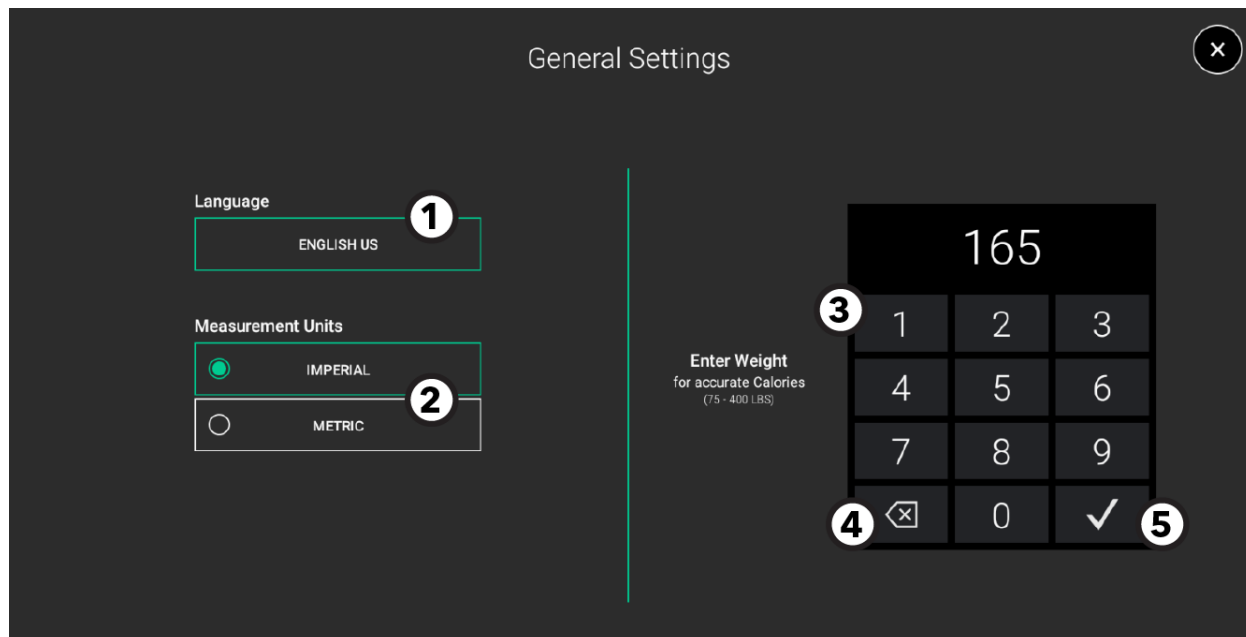 General Settings
Language
1
ENGLISH US
Measurement Units
IMPERIAL
2
METRIC
Enter Weight
for accurate Calories
(75 - 400 LBS)
165
3
1 2 3
4 5 6
7 8 9
4
0
5